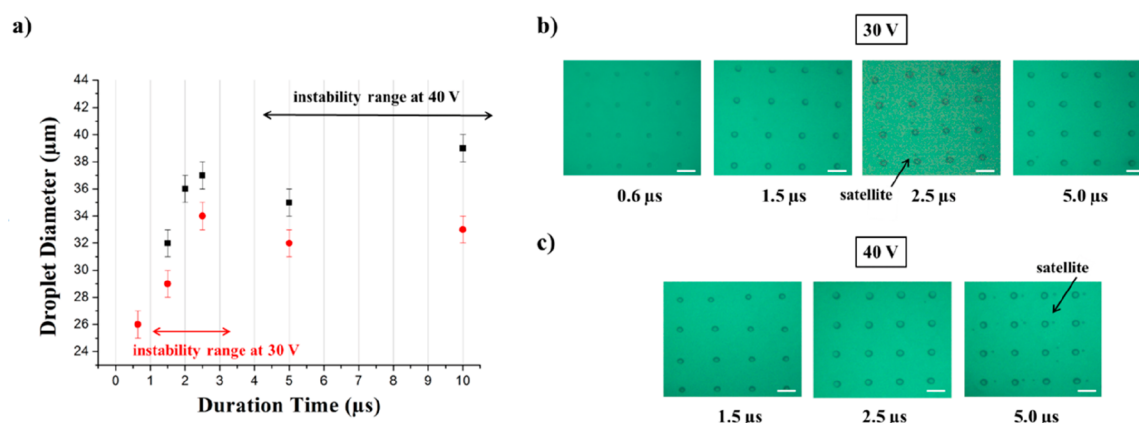 a)
Droplet Diameter (μm)
44
42
40
38
36
34
32
30
28
26
24
instability range at 40 V
instability range at 30 V
0 1 2 3 4 5 6 7 8 9 10
Duration Time (μs)
b)
30 V
satellite
0.6 μs 1.5 μs 2.5 μs 5.0 μs
c)
40 V
satellite
1.5 μs 2.5 μs 5.0 μs